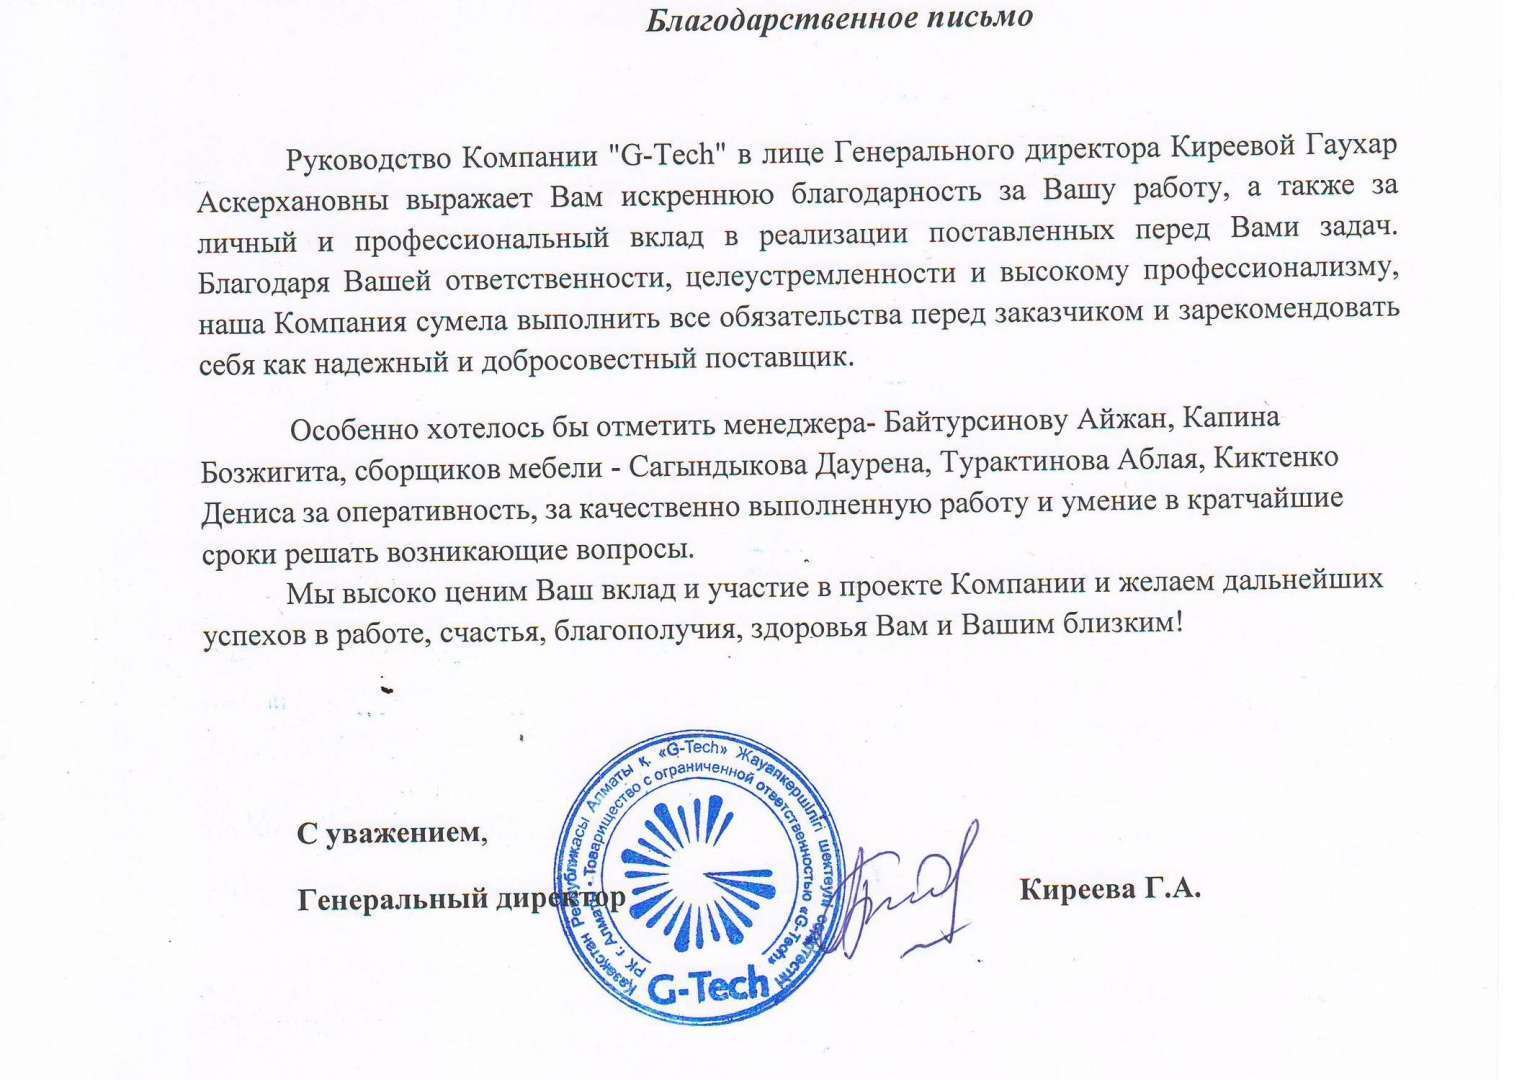 Благодарственное письмо
Руководство Компании "G-Tech" в лице Генерального директора Киреевой Гаухар
Аскерхановны выражает Вам искреннюю благодарность за Вашу работу, а также за
личный и профессиональный вклад в реализации поставленных перед Вами задач.
Благодаря Вашей ответственности, целеустремленности и высокому профессионализму,
наша Компания сумела выполнить все обязательства перед заказчиком и зарекомендовать
себя как надежный и добросовестный поставщик.
Особенно хотелось бы отметить менеджера- Байтурсинову Айжан, Капина
Бозжигита, сборщиков мебели - Сагындыкова Даурена, Турактинова Аблая, Киктенко
Дениса за оперативность, за качественно выполненную работу и умение в кратчайшие
сроки решать возникающие вопросы.
Мы высоко ценим Ваш вклад и участие в проекте Компании и желаем дальнейших
успехов в работе, счастья, благополучия, здоровья Вам и Вашим близким!
С уважением,
Генеральный директор
Киреева Г.А.
Қазақстан Республикасы Алматы қ. «G-Tech» Жауапкершілігі шектеулі серіктестігі
РК г. Алматы • Товарищество с ограниченной ответственностью «G-Tech»
G-Tech